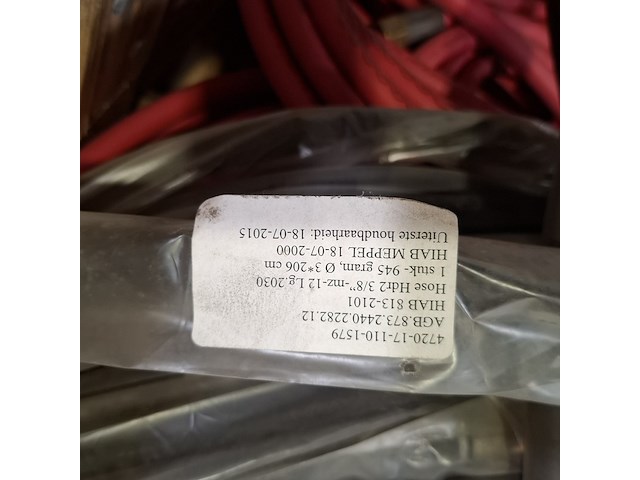 4720-17-110-1579
AGB.873.2440.2282.12
HIAB 813-2101
Hose Hdr2 3/8"-mz-12 Lg.2030
1 stuk- 945 gram, Ø 3*206 cm
HIAB MEPPEL 18-07-2000
Uiterste houdbaarheid: 18-07-2015